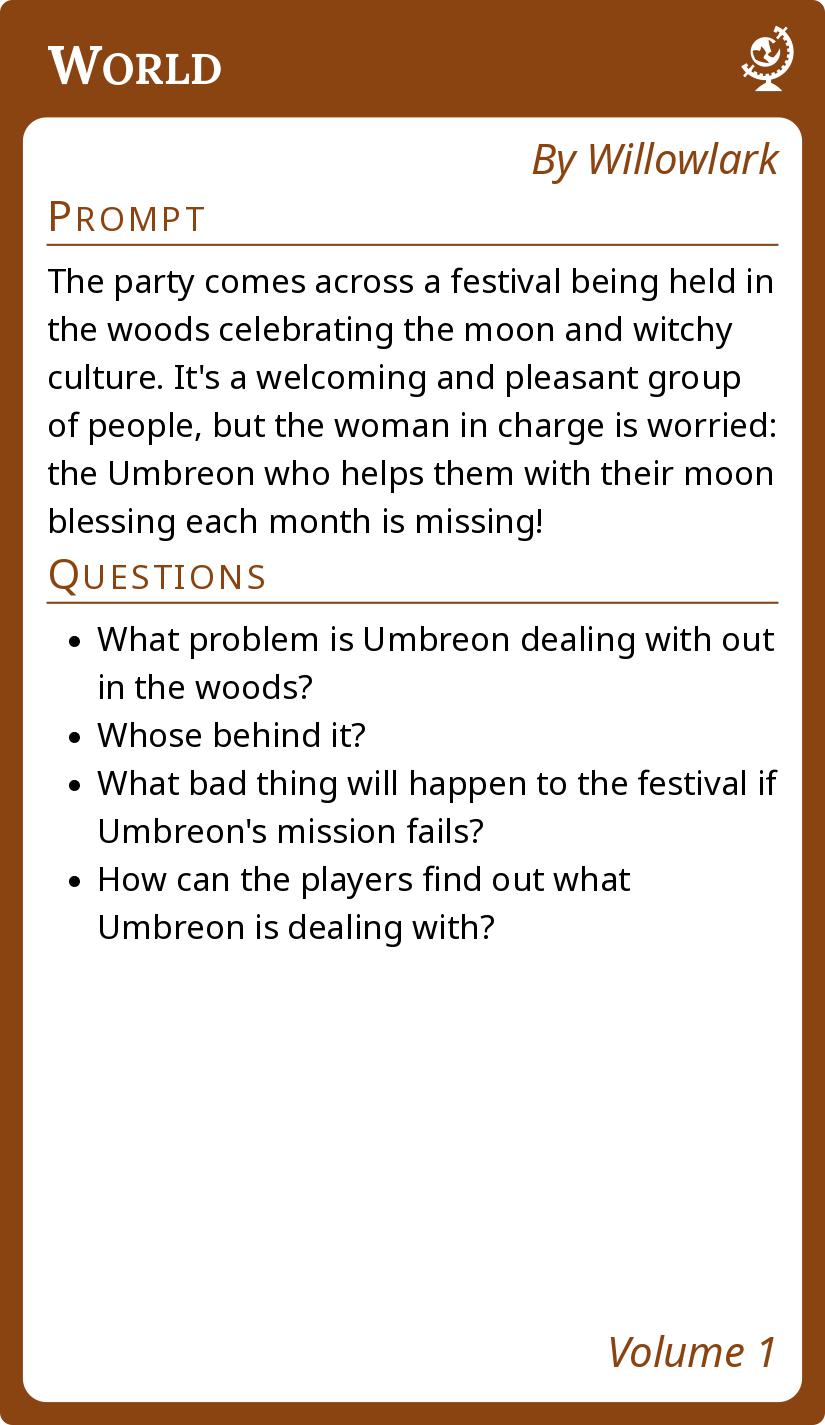 World
By Willowlark
Prompt
The party comes across a festival being held in
the woods celebrating the moon and witchy
culture. It's a welcoming and pleasant group
of people, but the woman in charge is worried:
the Umbreon who helps them with their moon
blessing each month is missing!
Questions
• What problem is Umbreon dealing with out
in the woods?
• Whose behind it?
• What bad thing will happen to the festival if
Umbreon's mission fails?
• How can the players find out what
Umbreon is dealing with?
Volume 1